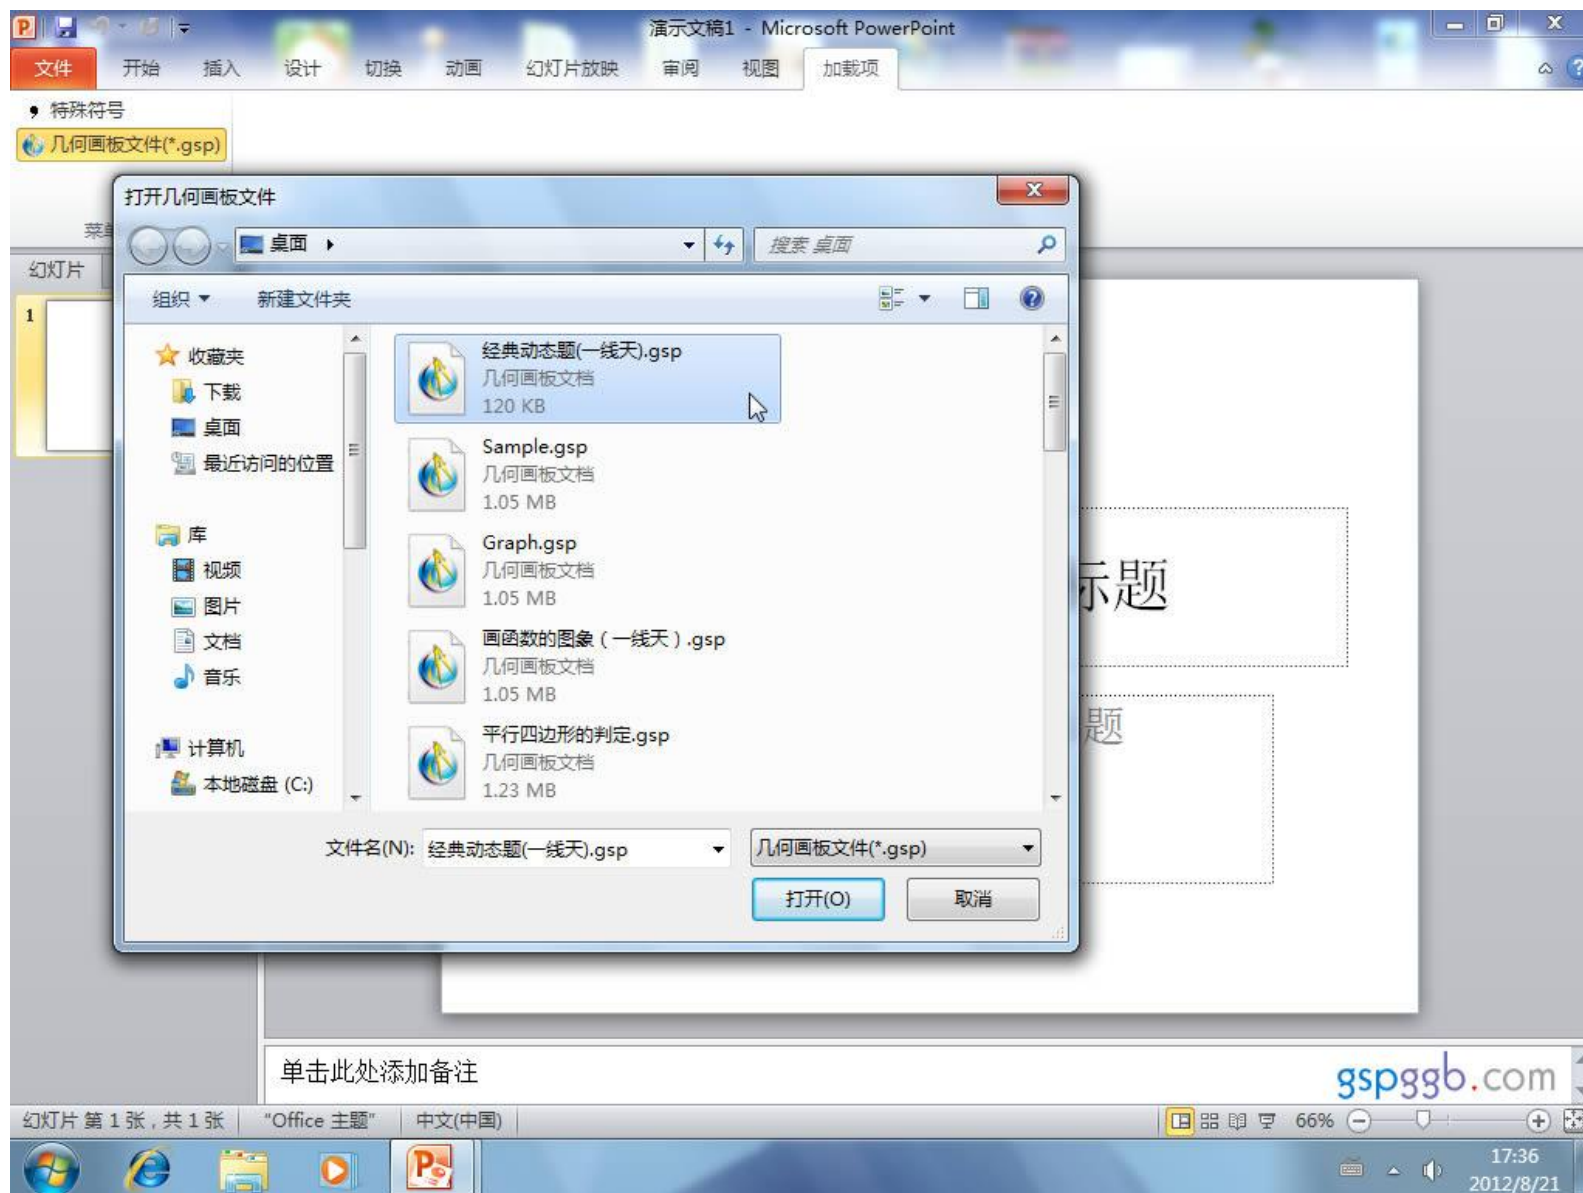 演示文稿1 - Microsoft PowerPoint
文件 开始 插入 设计 切换 动画 幻灯片放映 审阅 视图 加载项
特殊符号
几何画板文件(*.gsp)
打开几何画板文件
桌面
搜索 桌面
组织 新建文件夹
幻灯片
1
收藏夹
下载
桌面
最近访问的位置
库
视频
图片
文档
音乐
计算机
本地磁盘 (C:)
经典动态题(一线天).gsp
几何画板文档
120 KB
Sample.gsp
几何画板文档
1.05 MB
Graph.gsp
几何画板文档
1.05 MB
画函数的图象（一线天）.gsp
几何画板文档
1.05 MB
平行四边形的判定.gsp
几何画板文档
1.23 MB
标题
题
文件名(N): 经典动态题(一线天).gsp 几何画板文件(*.gsp)
打开(O) 取消
单击此处添加备注
gspggb.com
幻灯片 第 1 张，共 1 张 "Office 主题" 中文(中国) 66%
17:36
2012/8/21